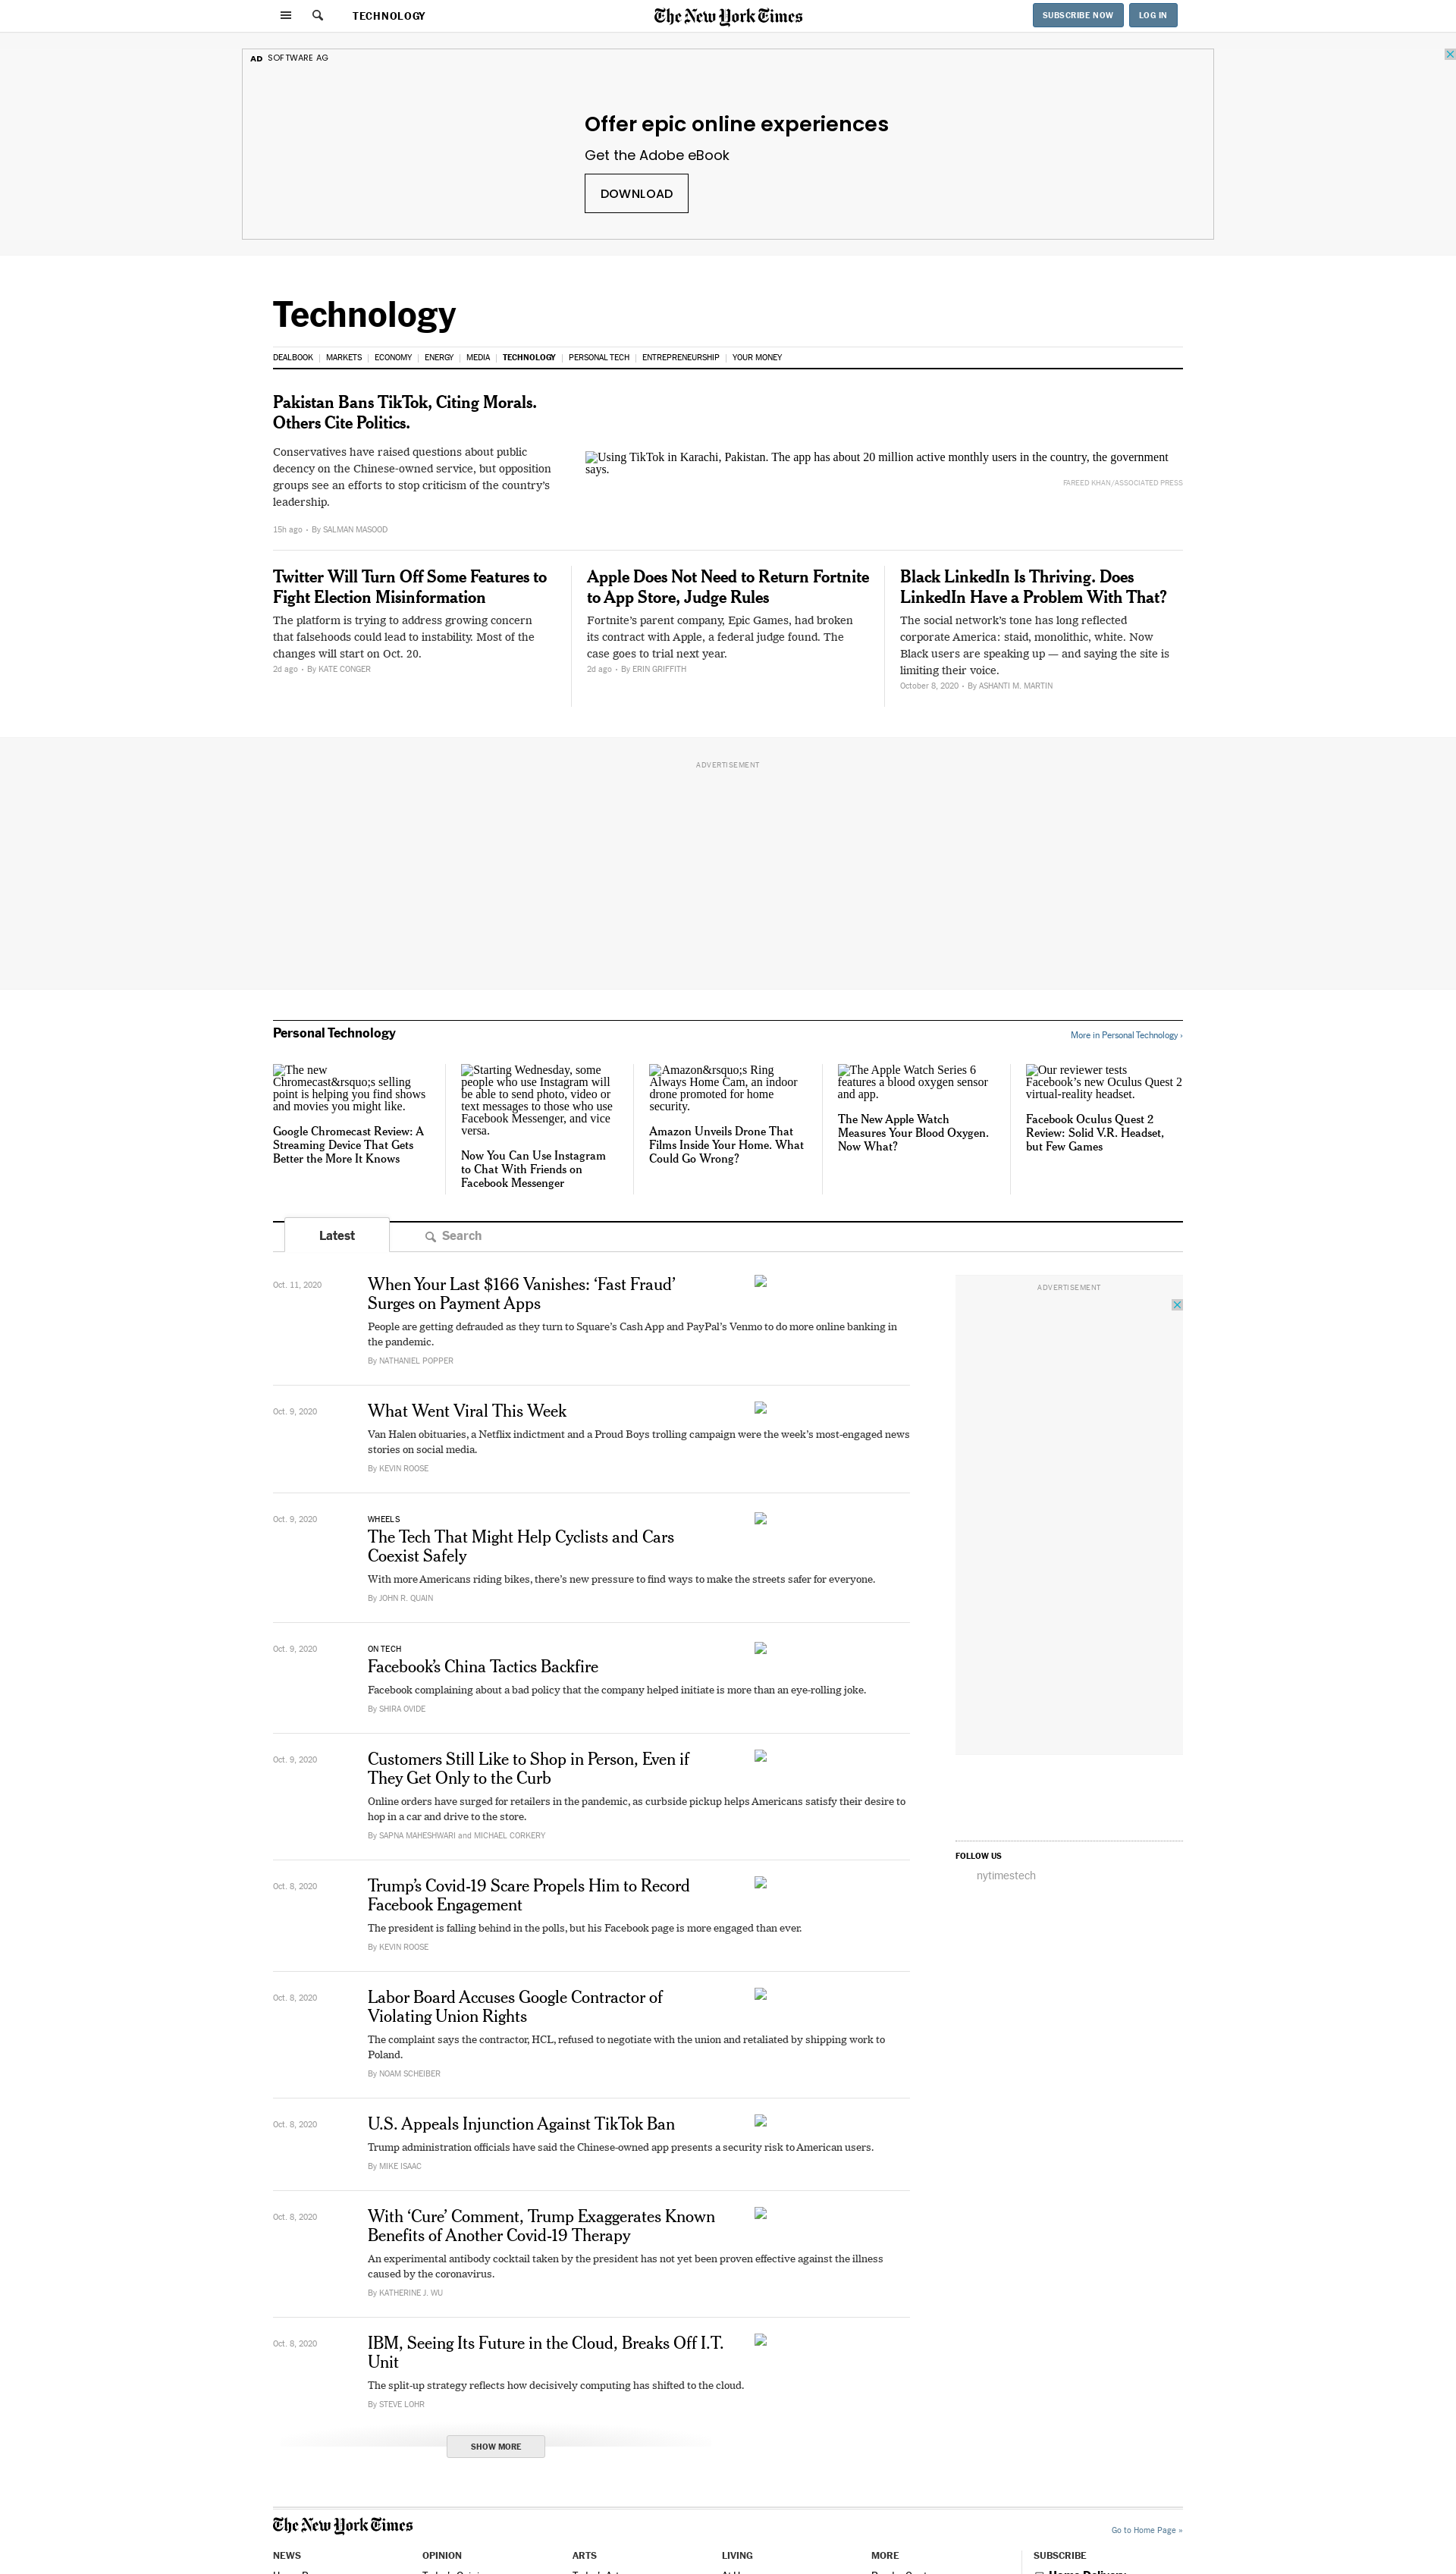 TECHNOLOGY
The New York Times
SUBSCRIBE NOW
LOG IN
AD SOFTWARE AG
Offer epic online experiences
Get the Adobe eBook
DOWNLOAD
Technology
DEALBOOK | MARKETS | ECONOMY | ENERGY | MEDIA | TECHNOLOGY | PERSONAL TECH | ENTREPRENEURSHIP | YOUR MONEY
Pakistan Bans TikTok, Citing Morals.
Others Cite Politics.
Conservatives have raised questions about public
decency on the Chinese-owned service, but opposition
groups see an efforts to stop criticism of the country’s
leadership.
15h ago • By SALMAN MASOOD
Using TikTok in Karachi, Pakistan. The app has about 20 million active monthly users in the country, the government
says.
FAREED KHAN/ASSOCIATED PRESS
Twitter Will Turn Off Some Features to
Fight Election Misinformation
The platform is trying to address growing concern
that falsehoods could lead to instability. Most of the
changes will start on Oct. 20.
2d ago • By KATE CONGER
Apple Does Not Need to Return Fortnite
to App Store, Judge Rules
Fortnite’s parent company, Epic Games, had broken
its contract with Apple, a federal judge found. The
case goes to trial next year.
2d ago • By ERIN GRIFFITH
Black LinkedIn Is Thriving. Does
LinkedIn Have a Problem With That?
The social network’s tone has long reflected
corporate America: staid, monolithic, white. Now
Black users are speaking up — and saying the site is
limiting their voice.
October 8, 2020 • By ASHANTI M. MARTIN
ADVERTISEMENT
Personal Technology
More in Personal Technology ›
The new
Chromecast&rsquo;s selling
point is helping you find shows
and movies you might like.
Google Chromecast Review: A
Streaming Device That Gets
Better the More It Knows
Starting Wednesday, some
people who use Instagram will
be able to send photo, video or
text messages to those who use
Facebook Messenger, and vice
versa.
Now You Can Use Instagram
to Chat With Friends on
Facebook Messenger
Amazon&rsquo;s Ring
Always Home Cam, an indoor
drone promoted for home
security.
Amazon Unveils Drone That
Films Inside Your Home. What
Could Go Wrong?
The Apple Watch Series 6
features a blood oxygen sensor
and app.
The New Apple Watch
Measures Your Blood Oxygen.
Now What?
Our reviewer tests
Facebook’s new Oculus Quest 2
virtual-reality headset.
Facebook Oculus Quest 2
Review: Solid V.R. Headset,
but Few Games
Latest
Search
Oct. 11, 2020
When Your Last $166 Vanishes: ‘Fast Fraud’
Surges on Payment Apps
People are getting defrauded as they turn to Square’s Cash App and PayPal’s Venmo to do more online banking in
the pandemic.
By NATHANIEL POPPER
Oct. 9, 2020
What Went Viral This Week
Van Halen obituaries, a Netflix indictment and a Proud Boys trolling campaign were the week’s most-engaged news
stories on social media.
By KEVIN ROOSE
Oct. 9, 2020
WHEELS
The Tech That Might Help Cyclists and Cars
Coexist Safely
With more Americans riding bikes, there’s new pressure to find ways to make the streets safer for everyone.
By JOHN R. QUAIN
Oct. 9, 2020
ON TECH
Facebook’s China Tactics Backfire
Facebook complaining about a bad policy that the company helped initiate is more than an eye-rolling joke.
By SHIRA OVIDE
Oct. 9, 2020
Customers Still Like to Shop in Person, Even if
They Get Only to the Curb
Online orders have surged for retailers in the pandemic, as curbside pickup helps Americans satisfy their desire to
hop in a car and drive to the store.
By SAPNA MAHESHWARI and MICHAEL CORKERY
Oct. 8, 2020
Trump’s Covid-19 Scare Propels Him to Record
Facebook Engagement
The president is falling behind in the polls, but his Facebook page is more engaged than ever.
By KEVIN ROOSE
Oct. 8, 2020
Labor Board Accuses Google Contractor of
Violating Union Rights
The complaint says the contractor, HCL, refused to negotiate with the union and retaliated by shipping work to
Poland.
By NOAM SCHEIBER
Oct. 8, 2020
U.S. Appeals Injunction Against TikTok Ban
Trump administration officials have said the Chinese-owned app presents a security risk to American users.
By MIKE ISAAC
Oct. 8, 2020
With ‘Cure’ Comment, Trump Exaggerates Known
Benefits of Another Covid-19 Therapy
An experimental antibody cocktail taken by the president has not yet been proven effective against the illness
caused by the coronavirus.
By KATHERINE J. WU
Oct. 8, 2020
IBM, Seeing Its Future in the Cloud, Breaks Off I.T.
Unit
The split-up strategy reflects how decisively computing has shifted to the cloud.
By STEVE LOHR
SHOW MORE
ADVERTISEMENT
FOLLOW US
nytimestech
The New York Times
Go to Home Page »
NEWS
OPINION
ARTS
LIVING
MORE
SUBSCRIBE